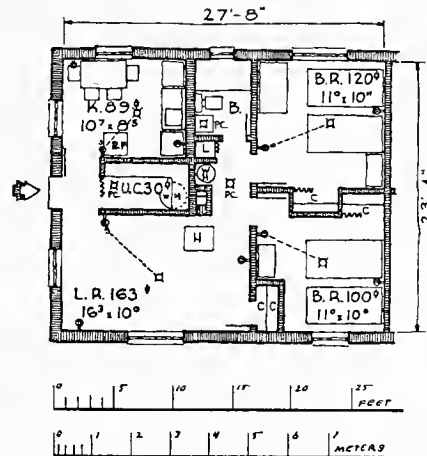 27'-8"
K. 89
10⁷ x 8⁵
B.
B.R. 120
11⁰ x 10"
PC.
L
W
U.C. 30
PC.
W
H
PC.
C
C
H
L.R. 163
16³ x 10⁰
C C
B.R. 100
11⁰ x 10⁰
0 5 10 15 20 25
FEET
0 1 2 3 4 5 6 7
METERS